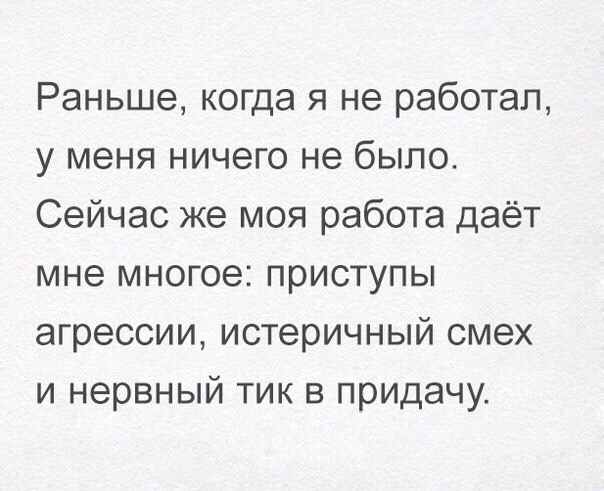 Раньше, когда я не работал,
у меня ничего не было.
Сейчас же моя работа даёт
мне многое: приступы
агрессии, истеричный смех
и нервный тик в придачу.